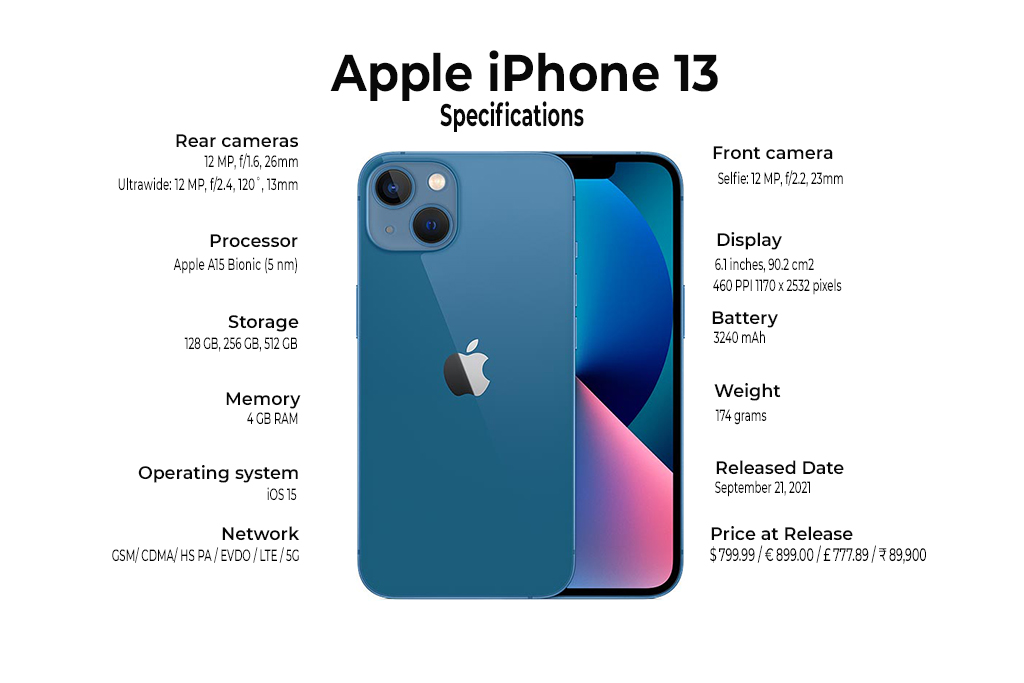 Apple iPhone 13
Specifications
Rear cameras
12 MP, f/1.6, 26mm
Ultrawide: 12 MP, f/2.4, 120˚, 13mm
Processor
Apple A15 Bionic (5 nm)
Storage
128 GB, 256 GB, 512 GB
Memory
4 GB RAM
Operating system
iOS 15
Network
GSM/ CDMA/ HS PA / EVDO / LTE / 5G
Front camera
Selfie: 12 MP, f/2.2, 23mm
Display
6.1 inches, 90.2 cm2
460 PPI 1170 x 2532 pixels
Battery
3240 mAh
Weight
174 grams
Released Date
September 21, 2021
Price at Release
$ 799.99 / € 899.00 / £ 777.89 / ₹ 89,900